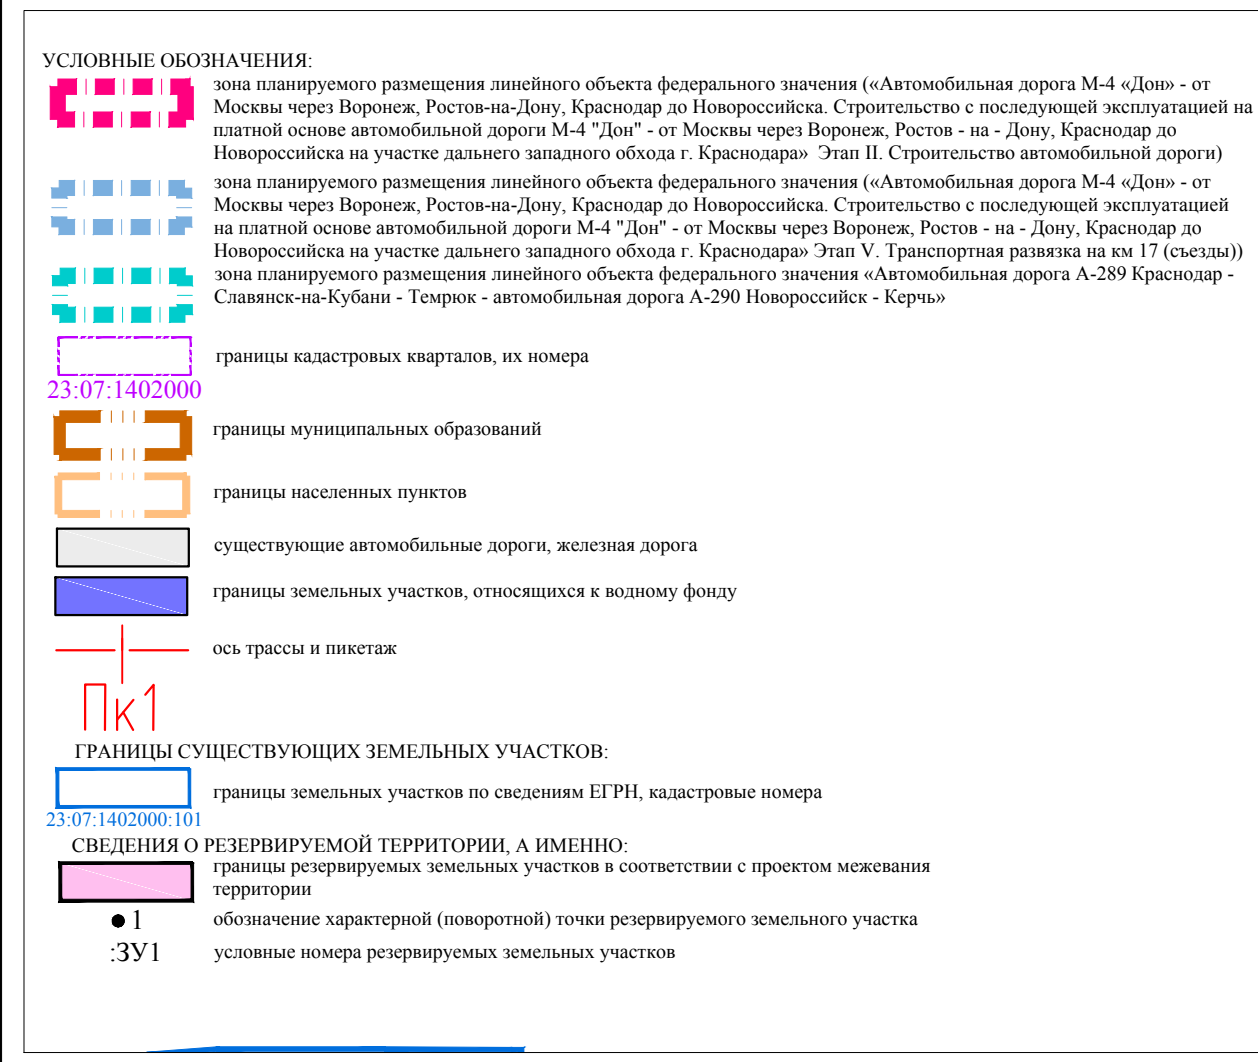 УСЛОВНЫЕ ОБОЗНАЧЕНИЯ:
зона планируемого размещения линейного объекта федерального значения («Автомобильная дорога М-4 «Дон» - от
Москвы через Воронеж, Ростов-на-Дону, Краснодар до Новороссийска. Строительство с последующей эксплуатацией на
платной основе автомобильной дороги М-4 "Дон" - от Москвы через Воронеж, Ростов - на - Дону, Краснодар до
Новороссийска на участке дальнего западного обхода г. Краснодара» Этап II. Строительство автомобильной дороги)
зона планируемого размещения линейного объекта федерального значения («Автомобильная дорога М-4 «Дон» - от
Москвы через Воронеж, Ростов-на-Дону, Краснодар до Новороссийска. Строительство с последующей эксплуатацией
на платной основе автомобильной дороги М-4 "Дон" - от Москвы через Воронеж, Ростов - на - Дону, Краснодар до
Новороссийска на участке дальнего западного обхода г. Краснодара» Этап V. Транспортная развязка на км 17 (съезды))
зона планируемого размещения линейного объекта федерального значения «Автомобильная дорога А-289 Краснодар -
Славянск-на-Кубани - Темрюк - автомобильная дорога А-290 Новороссийск - Керчь»
границы кадастровых кварталов, их номера
23:07:1402000
границы муниципальных образований
границы населенных пунктов
существующие автомобильные дороги, железная дорога
границы земельных участков, относящихся к водному фонду
ось трассы и пикетаж
Пк1
ГРАНИЦЫ СУЩЕСТВУЮЩИХ ЗЕМЕЛЬНЫХ УЧАСТКОВ:
границы земельных участков по сведениям ЕГРН, кадастровые номера
23:07:1402000:101
СВЕДЕНИЯ О РЕЗЕРВИРУЕМОЙ ТЕРРИТОРИИ, А ИМЕННО:
границы резервируемых земельных участков в соответствии с проектом межевания
территории
1 обозначение характерной (поворотной) точки резервируемого земельного участка
:ЗУ1 условные номера резервируемых земельных участков